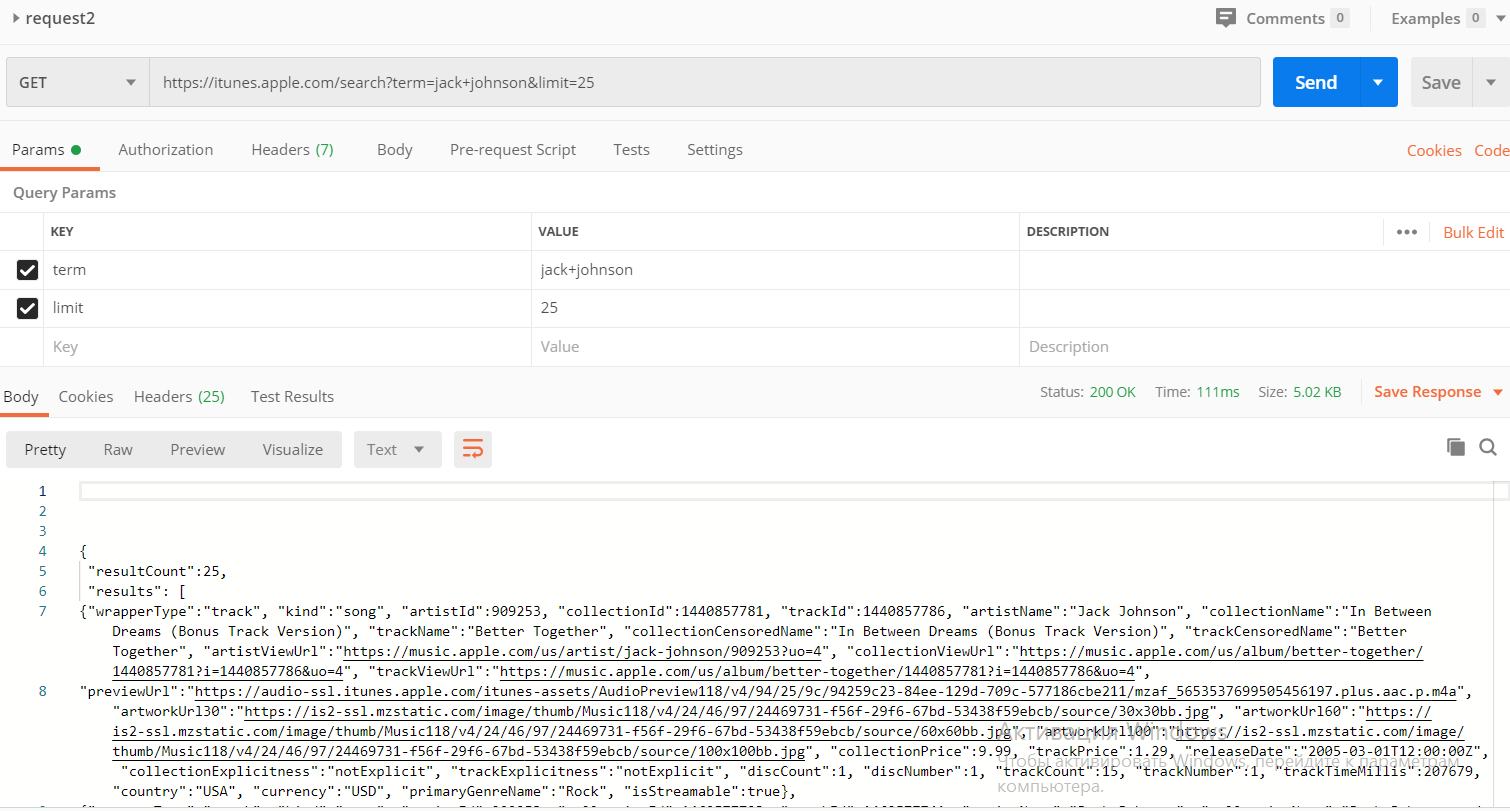 request2
Comments 0 Examples 0
GET https://itunes.apple.com/search?term=jack+johnson&limit=25 Send Save
Params Authorization Headers (7) Body Pre-request Script Tests Settings Cookies Code
Query Params
KEY VALUE DESCRIPTION ••• Bulk Edit
term jack+johnson
limit 25
Key Value Description
Body Cookies Headers (25) Test Results Status: 200 OK Time: 111ms Size: 5.02 KB Save Response
Pretty Raw Preview Visualize Text
1
2
3
4 {
5 "resultCount":25,
6 "results": [
7 {"wrapperType":"track", "kind":"song", "artistId":909253, "collectionId":1440857781, "trackId":1440857786, "artistName":"Jack Johnson", "collectionName":"In Between
Dreams (Bonus Track Version)", "trackName":"Better Together", "collectionCensoredName":"In Between Dreams (Bonus Track Version)", "trackCensoredName":"Better
Together", "artistViewUrl":"https://music.apple.com/us/artist/jack-johnson/909253?uo=4", "collectionViewUrl":"https://music.apple.com/us/album/better-together/
1440857781?i=1440857786&uo=4", "trackViewUrl":"https://music.apple.com/us/album/better-together/1440857781?i=1440857786&uo=4",
8 "previewUrl":"https://audio-ssl.itunes.apple.com/itunes-assets/AudioPreview118/v4/94/25/9c/94259c23-84ee-129d-709c-577186cbe211/mzaf_5653537699505456197.plus.aac.p.m4a",
"artworkUrl30":"https://is2-ssl.mzstatic.com/image/thumb/Music118/v4/24/46/97/24469731-f56f-29f6-67bd-53438f59ebcb/source/30x30bb.jpg", "artworkUrl60":"https://
is2-ssl.mzstatic.com/image/thumb/Music118/v4/24/46/97/24469731-f56f-29f6-67bd-53438f59ebcb/source/60x60bb.jpg", "artworkUrl100":"https://is2-ssl.mzstatic.com/image/
thumb/Music118/v4/24/46/97/24469731-f56f-29f6-67bd-53438f59ebcb/source/100x100bb.jpg", "collectionPrice":9.99, "trackPrice":1.29, "releaseDate":"2005-03-01T12:00:00Z",
"collectionExplicitness":"notExplicit", "trackExplicitness":"notExplicit", "discCount":1, "discNumber":1, "trackCount":15, "trackNumber":1, "trackTimeMillis":207679,
"country":"USA", "currency":"USD", "primaryGenreName":"Rock", "isStreamable":true},
Активация Windows
Чтобы активировать Windows, перейдите к параметрам
компьютера.